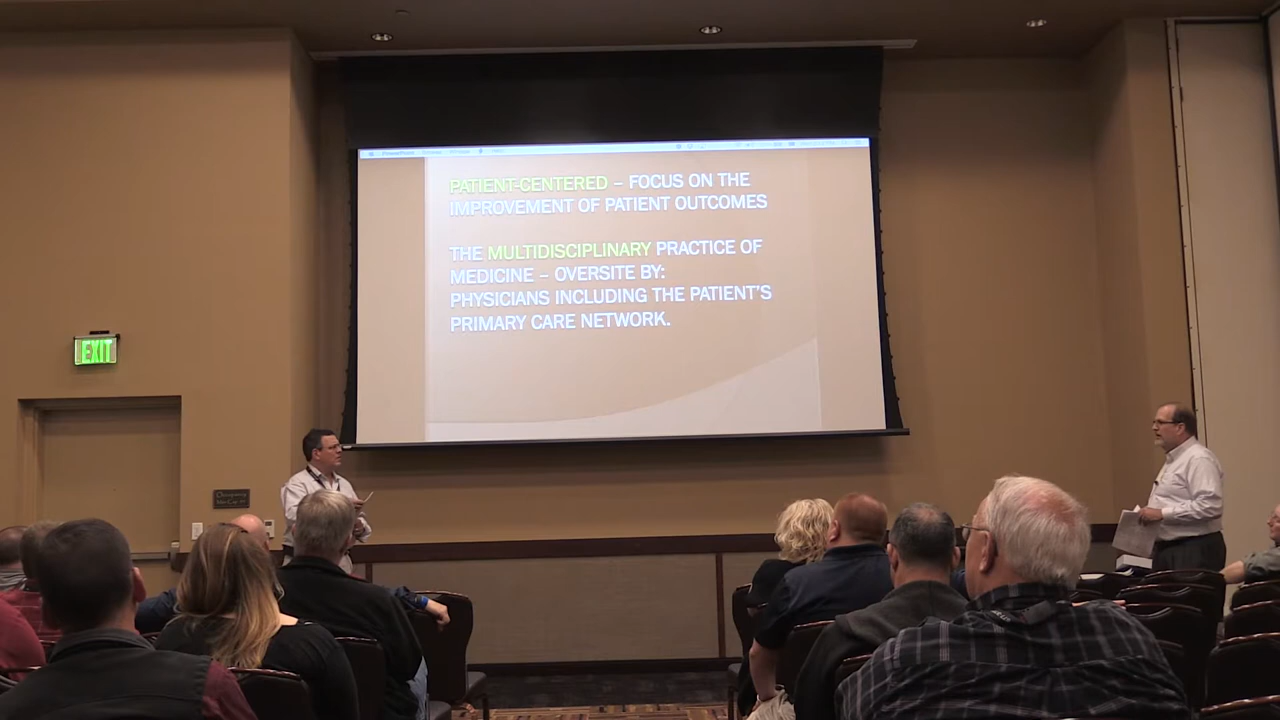 PowerPoint
PATIENT-CENTERED – FOCUS ON THE
IMPROVEMENT OF PATIENT OUTCOMES
THE MULTIDISCIPLINARY PRACTICE OF
MEDICINE – OVERSITE BY:
PHYSICIANS INCLUDING THE PATIENT'S
PRIMARY CARE NETWORK.
EXIT